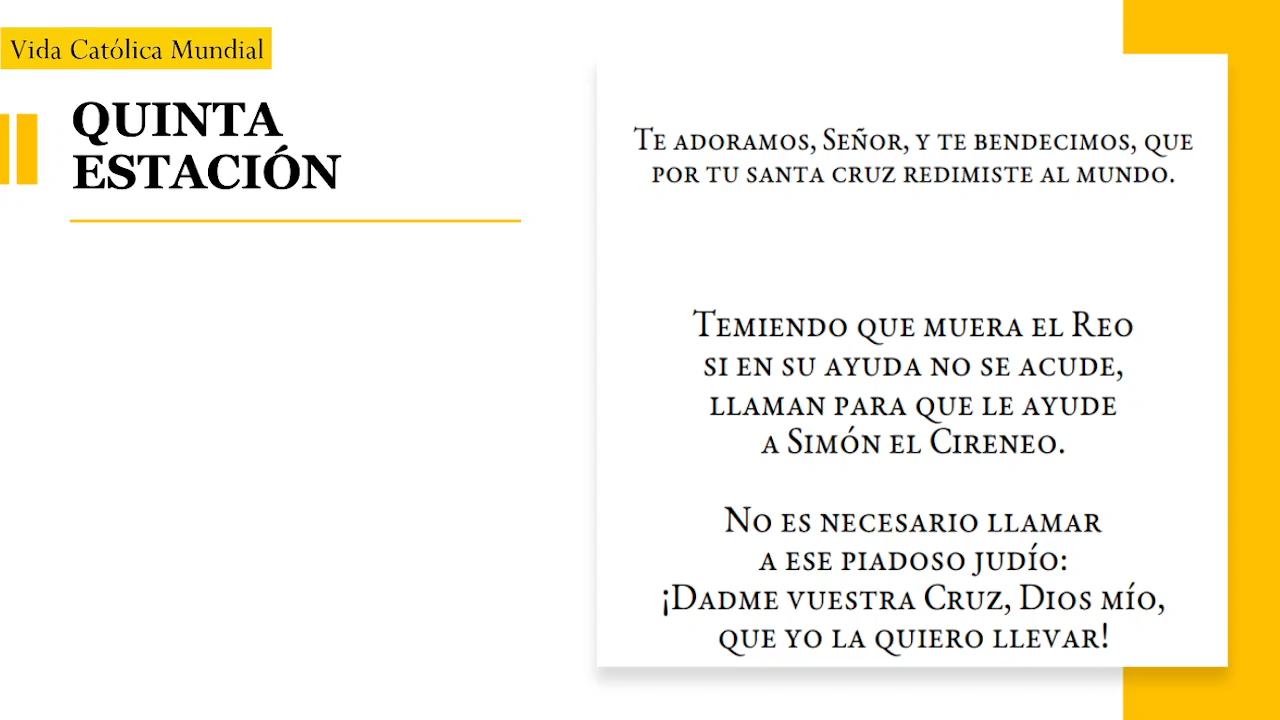 Vida Católica Mundial
QUINTA
ESTACIÓN
Te adoramos, Señor, y te bendecimos, que
por tu santa cruz redimiste al mundo.
Temiendo que muera el Reo
si en su ayuda no se acude,
llaman para que le ayude
a Simón el Cireneo.
No es necesario llamar
a ese piadoso judío:
¡Dadme vuestra Cruz, Dios mío,
que yo la quiero llevar!